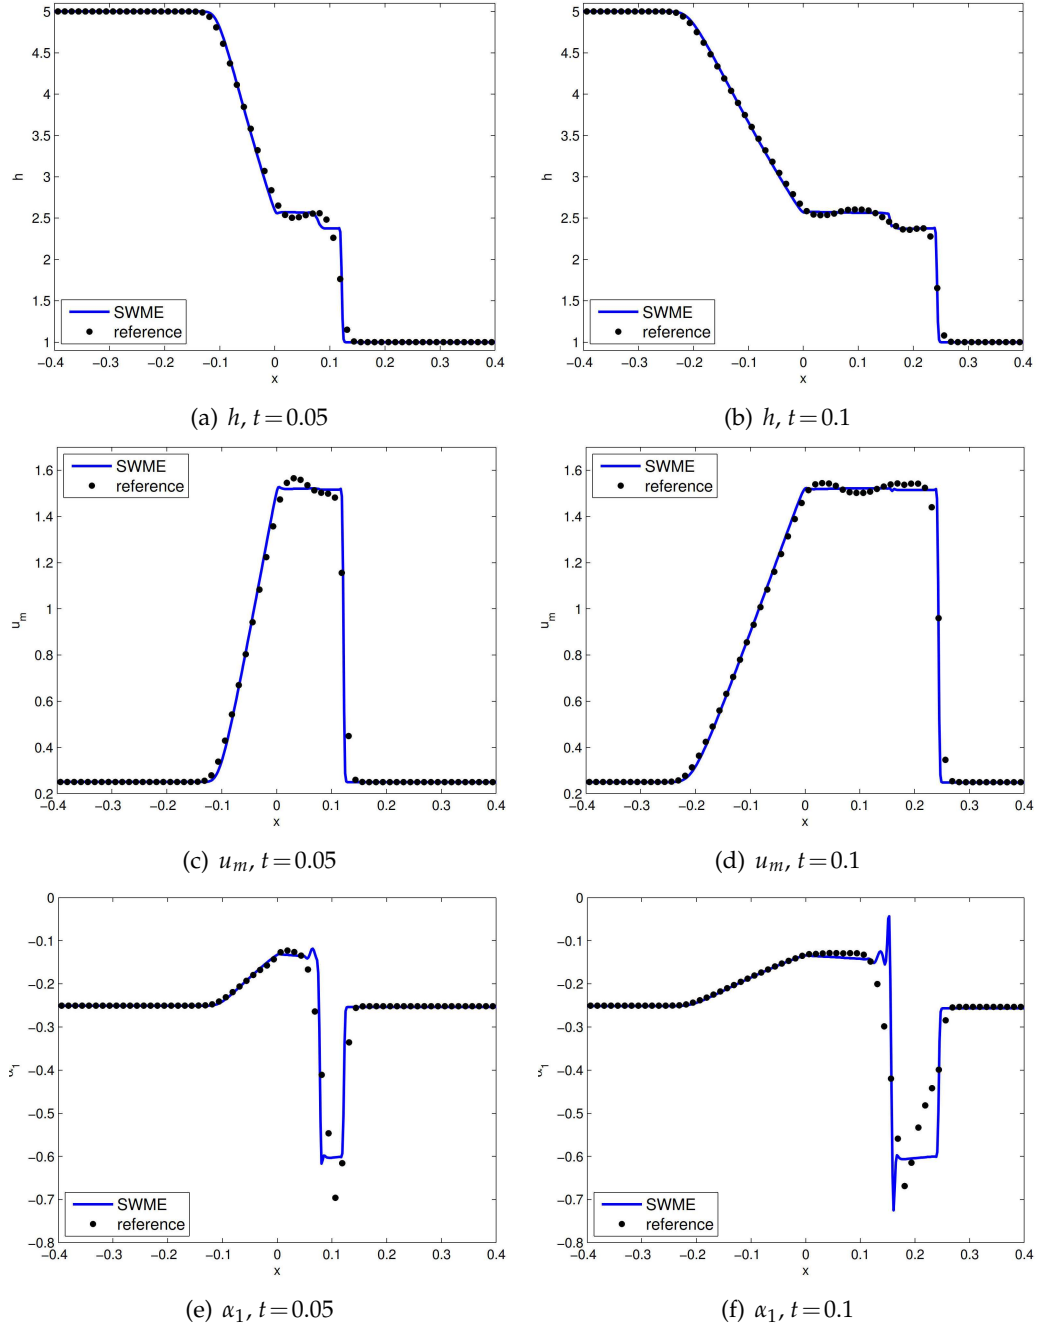 5
4.5
4
3.5
3
2.5
2
1.5
1
h
SWME
reference
−0.4 −0.3 −0.2 −0.1 0 0.1 0.2 0.3 0.4
x
(a) h, t=0.05
5
4.5
4
3.5
3
2.5
2
1.5
1
h
SWME
reference
−0.4 −0.3 −0.2 −0.1 0 0.1 0.2 0.3 0.4
x
(b) h, t=0.1
1.6
1.4
1.2
1
0.8
0.6
0.4
0.2
u_m
SWME
reference
−0.4 −0.3 −0.2 −0.1 0 0.1 0.2 0.3 0.4
x
(c) u_m, t=0.05
1.6
1.4
1.2
1
0.8
0.6
0.4
0.2
u_m
SWME
reference
−0.4 −0.3 −0.2 −0.1 0 0.1 0.2 0.3 0.4
x
(d) u_m, t=0.1
0
−0.1
−0.2
−0.3
−0.4
−0.5
−0.6
−0.7
−0.8
α_1
SWME
reference
−0.4 −0.3 −0.2 −0.1 0 0.1 0.2 0.3 0.4
x
(e) α_1, t=0.05
0
−0.1
−0.2
−0.3
−0.4
−0.5
−0.6
−0.7
−0.8
α_1
SWME
reference
−0.4 −0.3 −0.2 −0.1 0 0.1 0.2 0.3 0.4
x
(f) α_1, t=0.1